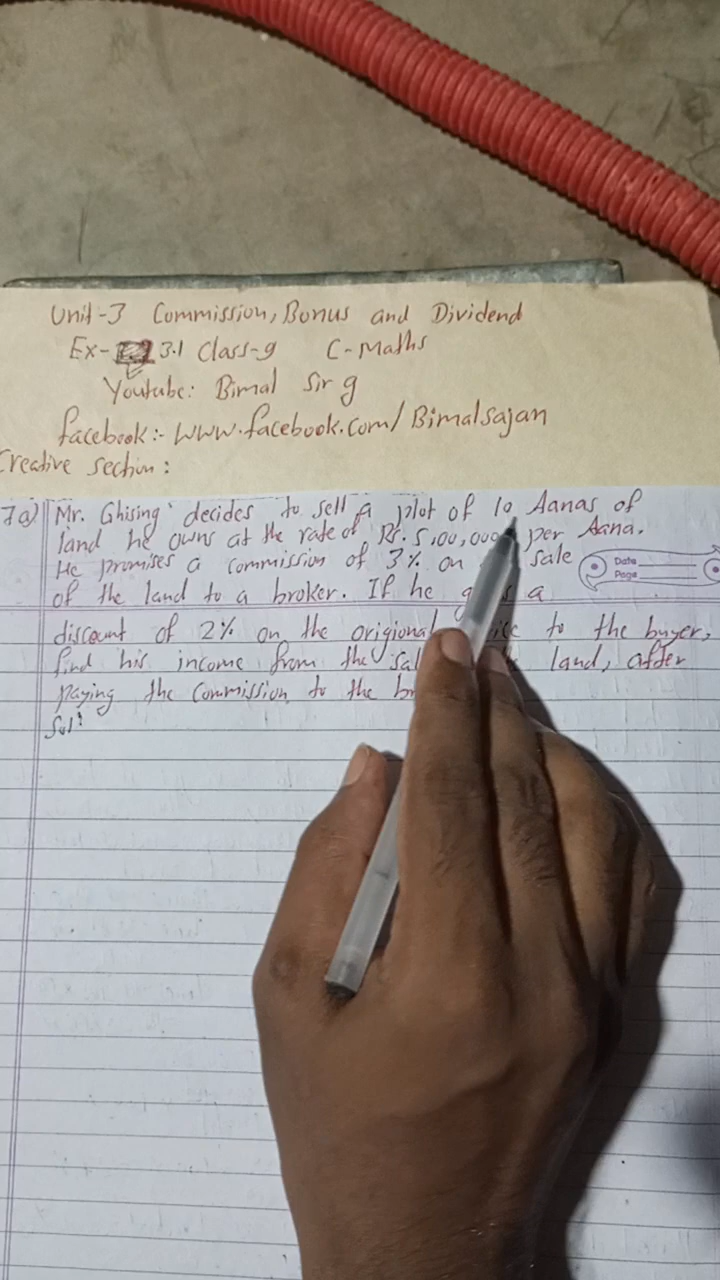 Unit-3 Commission, Bonus and Dividend
Ex- 3.1 Class-9 C-Maths
Youtube: Bimal Sir g
facebook:- www.facebook.com/Bimalsajan
Creative section:
7a) Mr. Ghising decides to sell a plot of 10 Aanas of
land he owns at the rate of Rs. 5,00,000 per Aana.
He promises a commission of 3% on sale
Date
Page
of the land to a broker. If he a
discount of 2% on the origional to the buyer,
find his income from the land, after
paying the Commission to the
Sol: